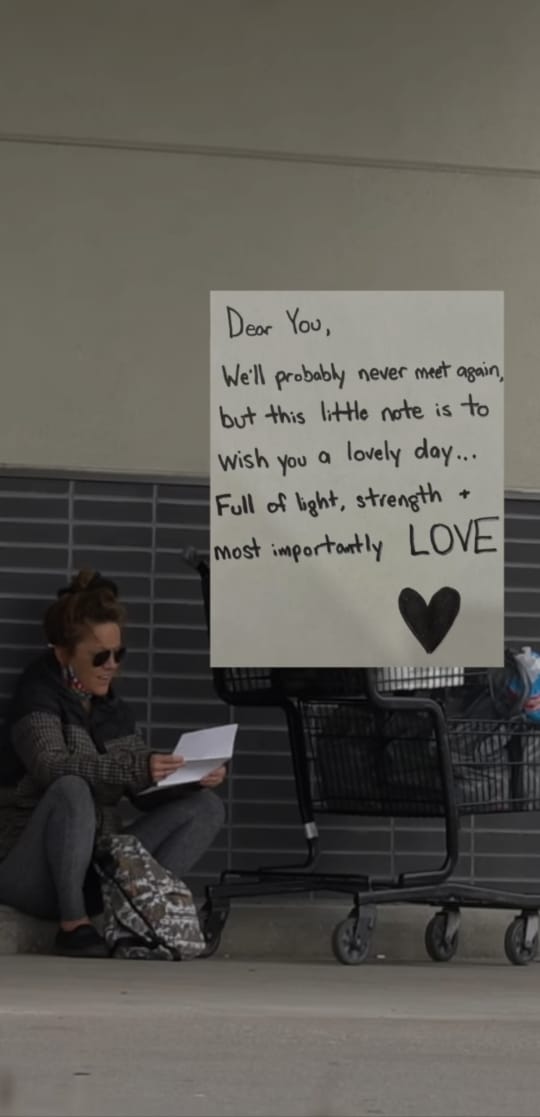 Dear You,
We'll probably never meet again,
but this little note is to
wish you a lovely day...
Full of light, strength +
most importantly LOVE